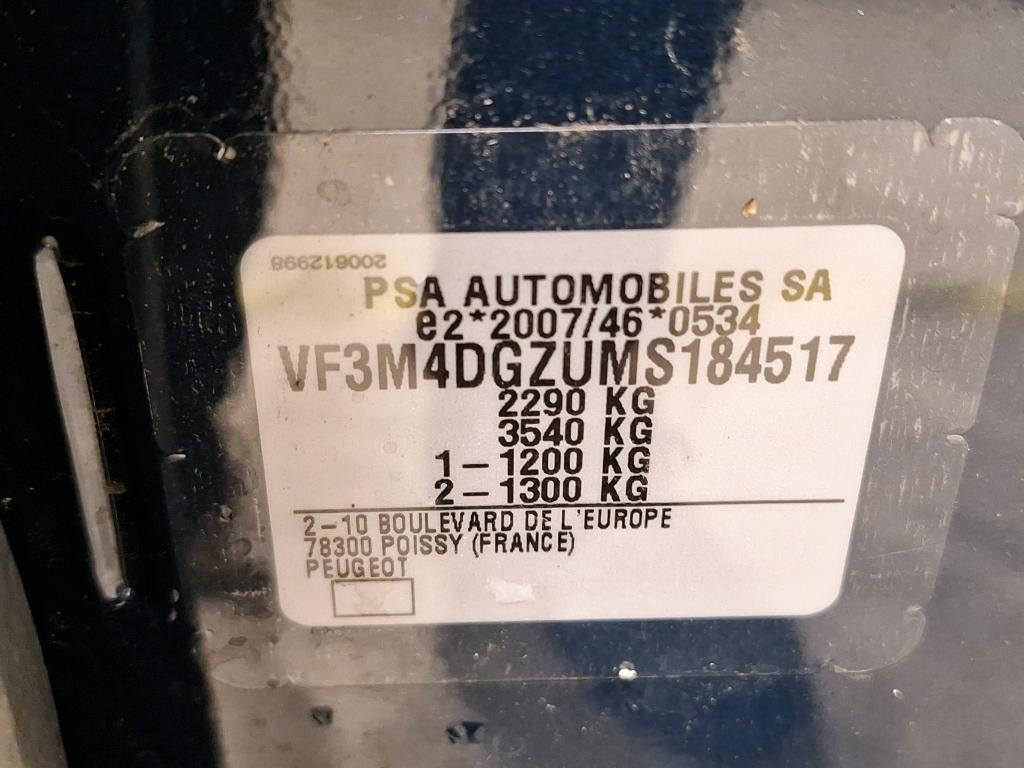 200612998
PSA AUTOMOBILES SA
e2*2007/46*0534
VF3M4DGZUMS184517
2290 KG
3540 KG
1-1200 KG
2-1300 KG
2-10 BOULEVARD DE L'EUROPE
78300 POISSY (FRANCE)
PEUGEOT